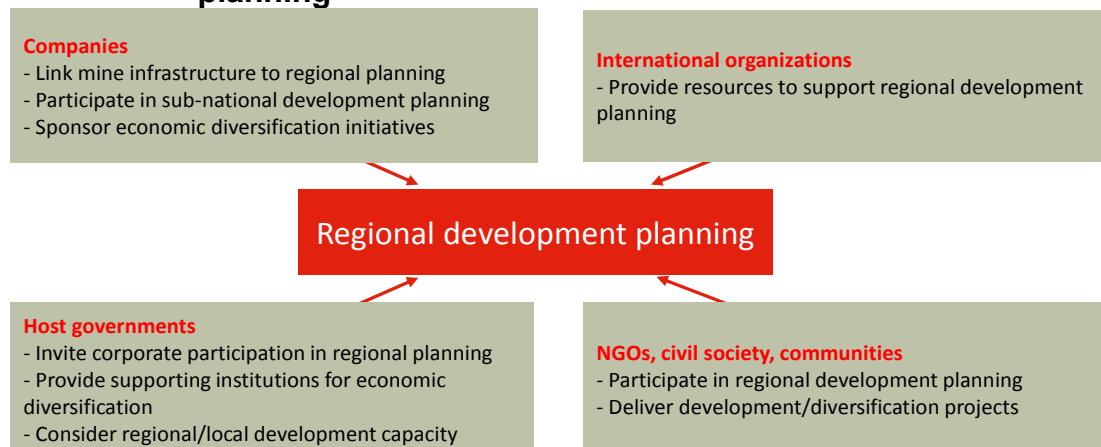 planning
Companies
- Link mine infrastructure to regional planning
- Participate in sub-national development planning
- Sponsor economic diversification initiatives
International organizations
- Provide resources to support regional development
planning
Regional development planning
Host governments
- Invite corporate participation in regional planning
- Provide supporting institutions for economic
diversification
- Consider regional/local development capacity
NGOs, civil society, communities
- Participate in regional development planning
- Deliver development/diversification projects